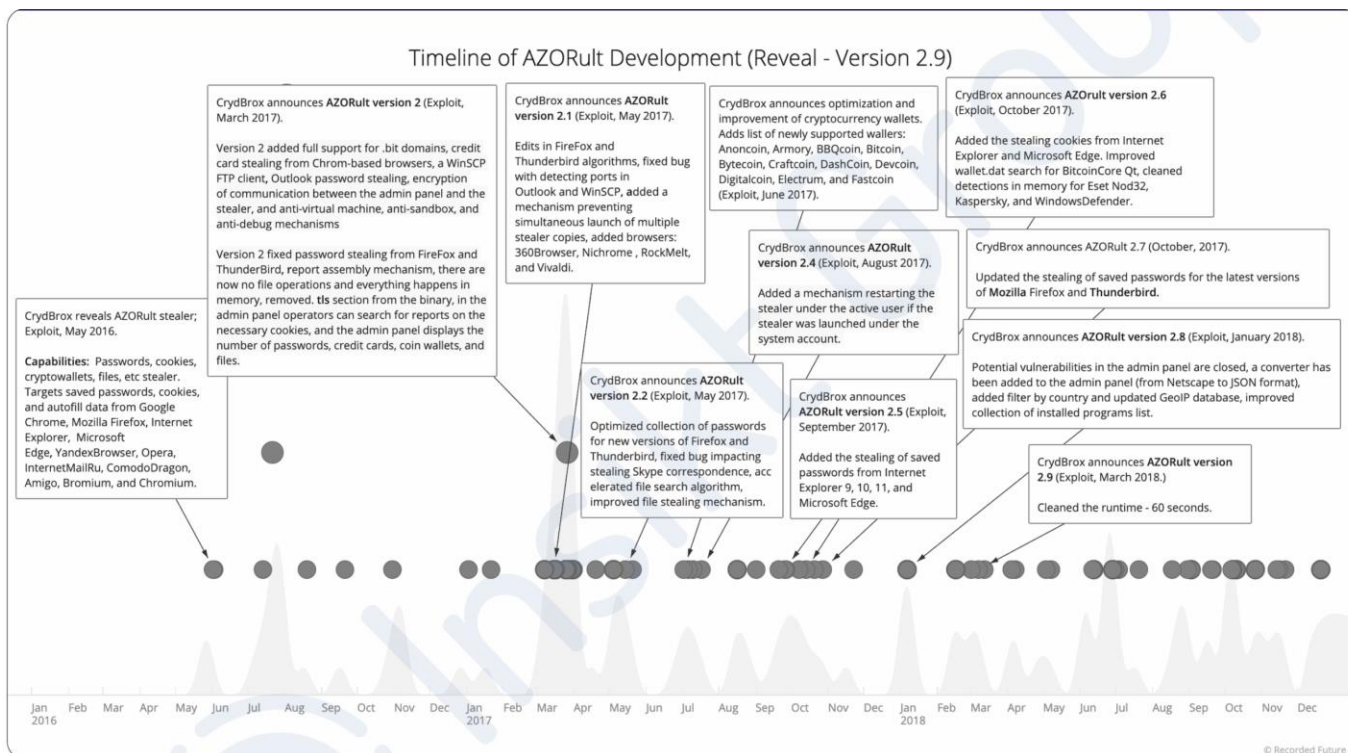 Timeline of AZORult Development (Reveal - Version 2.9)
CrydBrox reveals AZORult stealer;
Exploit, May 2016.
Capabilities: Passwords, cookies,
cryptowallets, files, etc stealer.
Targets saved passwords, cookies,
and autofill data from Google
Chrome, Mozilla Firefox, Internet
Explorer, Microsoft
Edge, YandexBrowser, Opera,
InternetMailRu, ComodoDragon,
Amigo, Bromium, and Chromium.
CrydBrox announces AZORult version 2 (Exploit,
March 2017).
Version 2 added full support for .bit domains, credit
card stealing from Chrom-based browsers, a WinSCP
FTP client, Outlook password stealing, encryption
of communication between the admin panel and the
stealer, and anti-virtual machine, anti-sandbox, and
anti-debug mechanisms
Version 2 fixed password stealing from FireFox and
ThunderBird, report assembly mechanism, there are
now no file operations and everything happens in
memory, removed. tls section from the binary, in the
admin panel operators can search for reports on the
necessary cookies, and the admin panel displays the
number of passwords, credit cards, coin wallets, and
files.
CrydBrox announces AZORult
version 2.1 (Exploit, May 2017).
Edits in FireFox and
Thunderbird algorithms, fixed bug
with detecting ports in
Outlook and WinSCP, added a
mechanism preventing
simultaneous launch of multiple
stealer copies, added browsers:
360Browser, Nichrome , RockMelt,
and Vivaldi.
CrydBrox announces AZORult
version 2.2 (Exploit, May 2017).
Optimized collection of passwords
for new versions of Firefox and
Thunderbird, fixed bug impacting
stealing Skype correspondence, acc
elerated file search algorithm,
improved file stealing mechanism.
CrydBrox announces optimization and
improvement of cryptocurrency wallets.
Adds list of newly supported wallers:
Anoncoin, Armory, BBQcoin, Bitcoin,
Bytecoin, Craftcoin, DashCoin, Devcoin,
Digitalcoin, Electrum, and Fastcoin
(Exploit, June 2017).
CrydBrox announces AZORult
version 2.4 (Exploit, August 2017).
Added a mechanism restarting the
stealer under the active user if the
stealer was launched under the
system account.
CrydBrox announces
AZORult version 2.5 (Exploit,
September 2017).
Added the stealing of saved
passwords from Internet
Explorer 9, 10, 11, and
Microsoft Edge.
CrydBrox announces AZOrult version 2.6
(Exploit, October 2017).
Added the stealing cookies from Internet
Explorer and Microsoft Edge. Improved
wallet.dat search for BitcoinCore Qt, cleaned
detections in memory for Eset Nod32,
Kaspersky, and WindowsDefender.
CrydBrox announces AZORult 2.7 (October, 2017).
Updated the stealing of saved passwords for the latest versions
of Mozilla Firefox and Thunderbird.
CrydBrox announces AZORult version 2.8 (Exploit, January 2018).
Potential vulnerabilities in the admin panel are closed, a converter has
been added to the admin panel (from Netscape to JSON format),
added filter by country and updated GeoIP database, improved
collection of installed programs list.
CrydBrox announces AZORult version
2.9 (Exploit, March 2018.)
Cleaned the runtime - 60 seconds.
Jan Feb Mar Apr May Jun Jul Aug Sep Oct Nov Dec Jan Feb Mar Apr May Jun Jul Aug Sep Oct Nov Dec Jan Feb Mar Apr May Jun Jul Aug Sep Oct Nov Dec
2016 2017 2018
© Recorded Future
Insikt Group